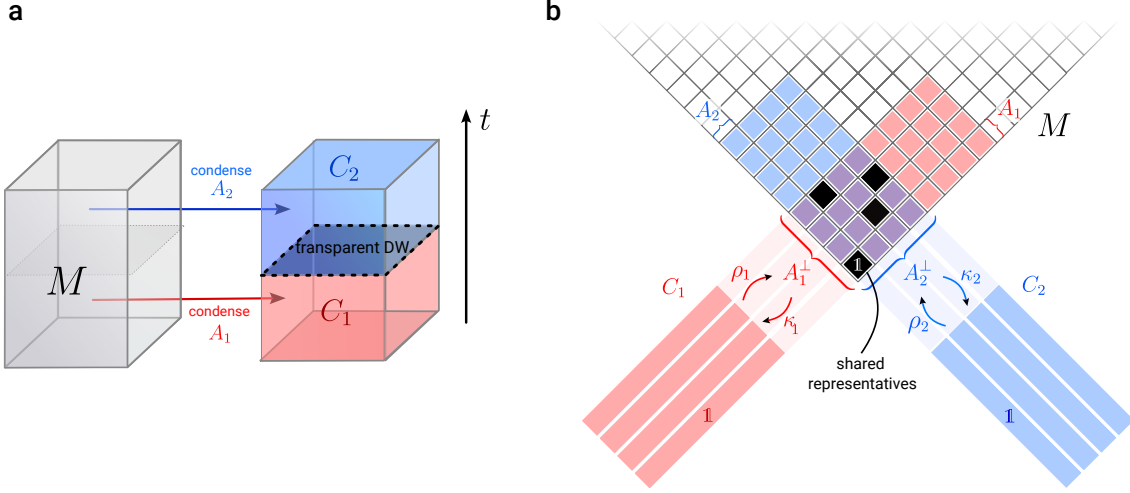 a
condense
A₂
C₂
t
transparent DW
M
condense
A₁
C₁
b
A₂
A₁
M
𝟙
C₁
ρ₁
A₁⊥
κ₁
A₂⊥
κ₂
ρ₂
C₂
shared
representatives
𝟙
𝟙